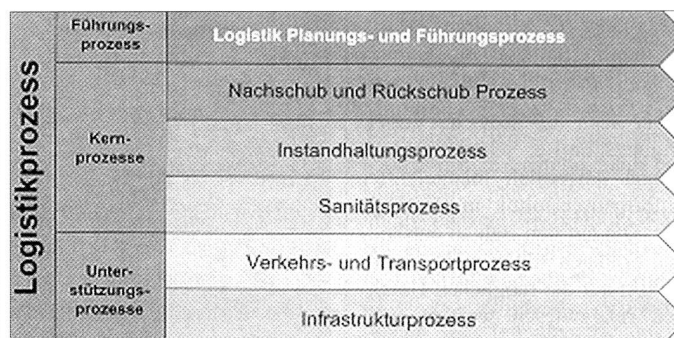 Logistikprozess
Führungs-
prozess
Logistik Planungs- und Führungsprozess
Kern-
prozesse
Nachschub und Rückschub Prozess
Instandhaltungsprozess
Sanitätsprozess
Unter-
stützungs-
prozesse
Verkehrs- und Transportprozess
Infrastrukturprozess